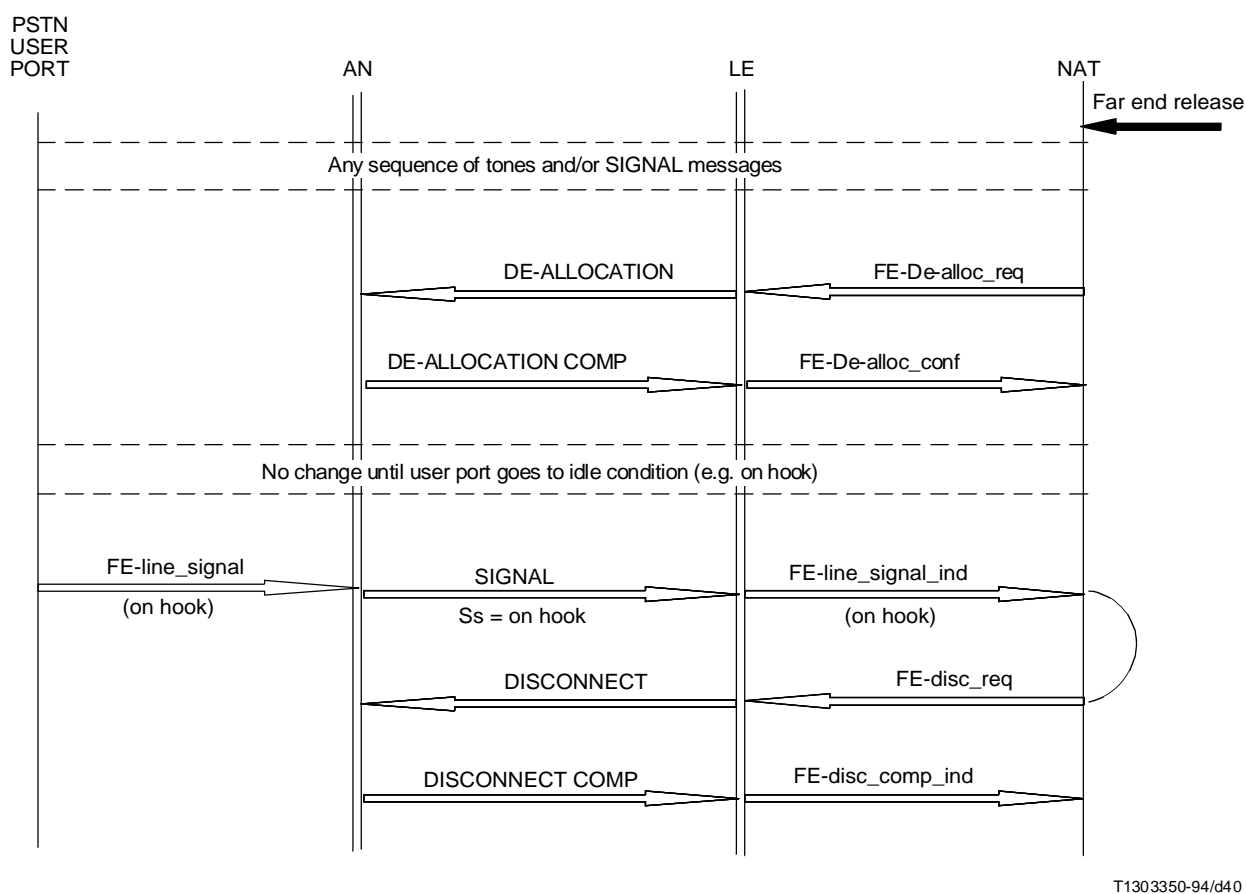 PSTN
USER
PORT
AN
LE
NAT
Far end release
Any sequence of tones and/or SIGNAL messages
DE-ALLOCATION
FE-De-alloc_req
DE-ALLOCATION COMP
FE-De-alloc_conf
No change until user port goes to idle condition (e.g. on hook)
FE-line_signal
(on hook)
SIGNAL
Ss = on hook
FE-line_signal_ind
(on hook)
DISCONNECT
FE-disc_req
DISCONNECT COMP
FE-disc_comp_ind
T1303350-94/d40